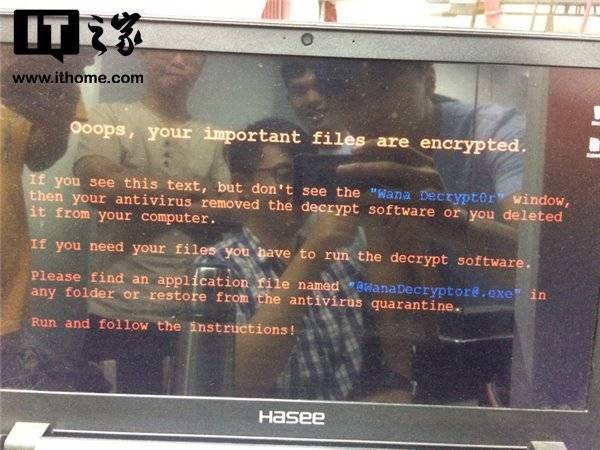 IT之家
www.ithome.com
Ooops, your important files are encrypted.
If you see this text, but don't see the "Wana Decrypt0r" window,
then your antivirus removed the decrypt software or you deleted
it from your computer.
If you need your files you have to run the decrypt software.
Please find an application file named "@WanaDecryptor@.exe" in
any folder or restore from the antivirus quarantine.
Run and follow the instructions!
Hasee